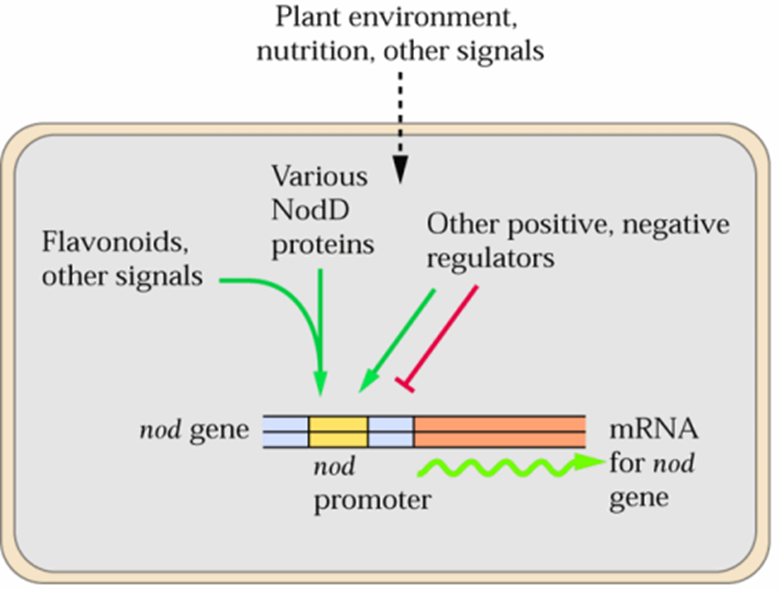 Plant environment,
nutrition, other signals
Various
NodD
proteins
Flavonoids,
other signals
Other positive, negative
regulators
nod gene
nod
promoter
mRNA
for nod
gene